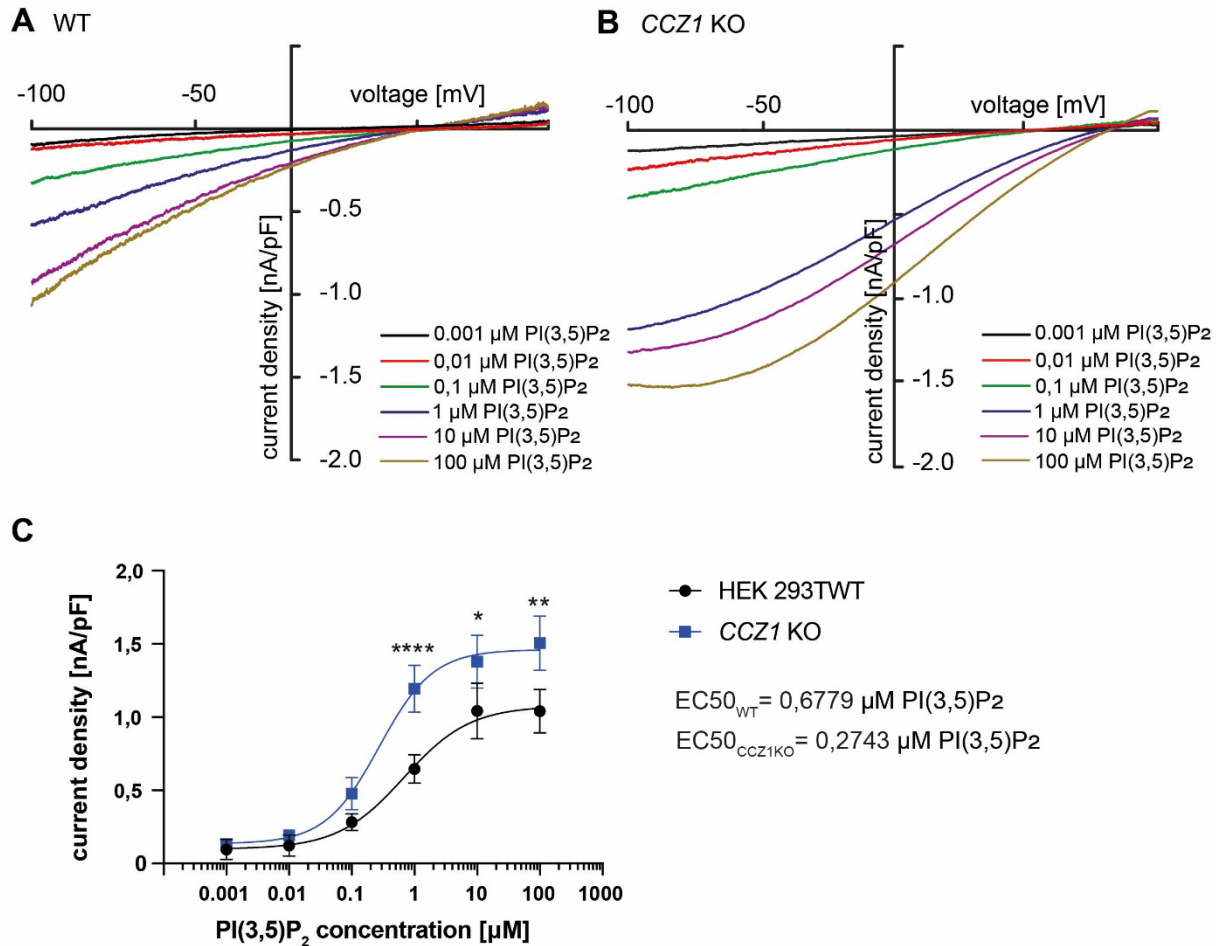 A WT
-100
-50
voltage [mV]
-0.5
-1.0
-1.5
-2.0
current density [nA/pF]
0.001 µM PI(3,5)P2
0,01 µM PI(3,5)P2
0,1 µM PI(3,5)P2
1 µM PI(3,5)P2
10 µM PI(3,5)P2
100 µM PI(3,5)P2
B CCZ1 KO
-100
-50
voltage [mV]
-1.0
-1.5
-2.0
current density [nA/pF]
0.001 µM PI(3,5)P2
0,01 µM PI(3,5)P2
0,1 µM PI(3,5)P2
1 µM PI(3,5)P2
10 µM PI(3,5)P2
100 µM PI(3,5)P2
C
2,0
1,5
1,0
0,5
0
current density [nA/pF]
****
*
**
0.001 0.01 0.1 1 10 100 1000
PI(3,5)P2 concentration [µM]
HEK 293TWT
CCZ1 KO
EC50WT= 0,6779 µM PI(3,5)P2
EC50CCZ1KO= 0,2743 µM PI(3,5)P2